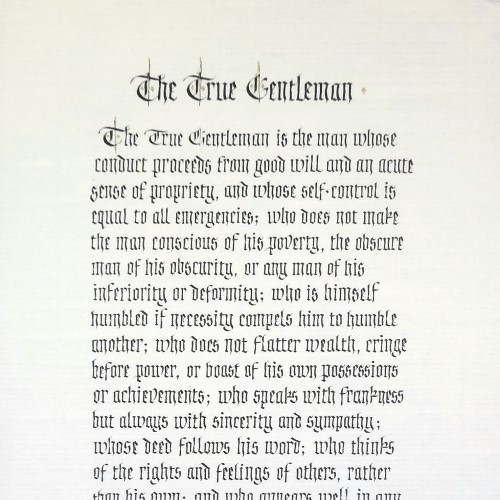 The True Gentleman
The True Gentleman is the man whose
conduct proceeds from good will and an acute
sense of propriety, and whose self-control is
equal to all emergencies; who does not make
the man conscious of his poverty, the obscure
man of his obscurity, or any man of his
inferiority or deformity; who is himself
humbled if necessity compels him to humble
another; who does not flatter wealth, cringe
before power, or boast of his own possessions
or achievements; who speaks with frankness
but always with sincerity and sympathy;
whose deed follows his word; who thinks
of the rights and feelings of others, rather
than his own; and who appears well in any